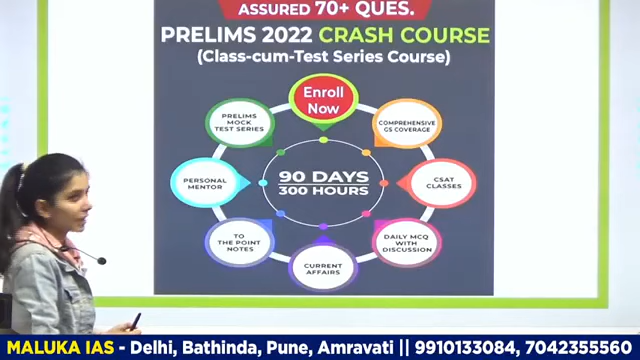 ASSURED 70+ QUES.
PRELIMS 2022 CRASH COURSE
(Class-cum-Test Series Course)
Enroll
Now
PRELIMS
MOCK
TEST SERIES
COMPREHENSIVE
GS COVERAGE
PERSONAL
MENTOR
90 DAYS
300 HOURS
CSAT
CLASSES
TO
THE POINT
NOTES
CURRENT
AFFAIRS
DAILY MCQ
WITH
DISCUSSION
MALUKA IAS - Delhi, Bathinda, Pune, Amravati || 9910133084, 7042355560